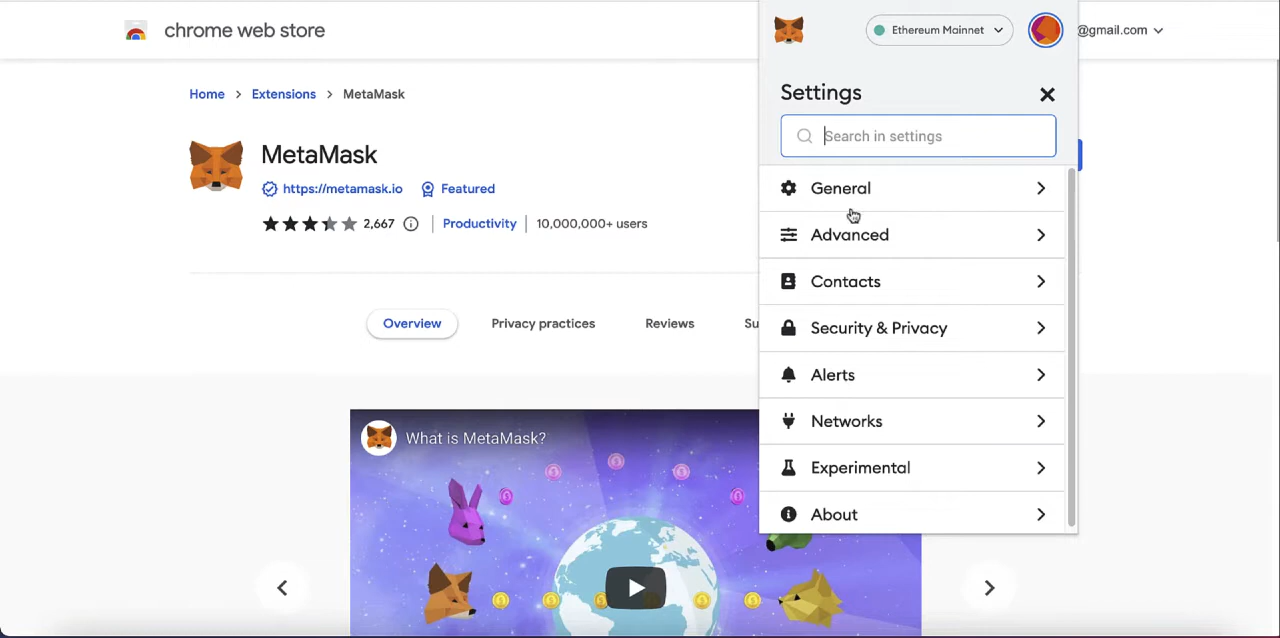 chrome web store
Ethereum Mainnet
@gmail.com
Home > Extensions > MetaMask
Settings
Search in settings
MetaMask
https://metamask.io Featured
2,667 Productivity 10,000,000+ users
General
Advanced
Contacts
Security & Privacy
Alerts
Networks
Experimental
About
Overview Privacy practices Reviews Su
What is MetaMask?